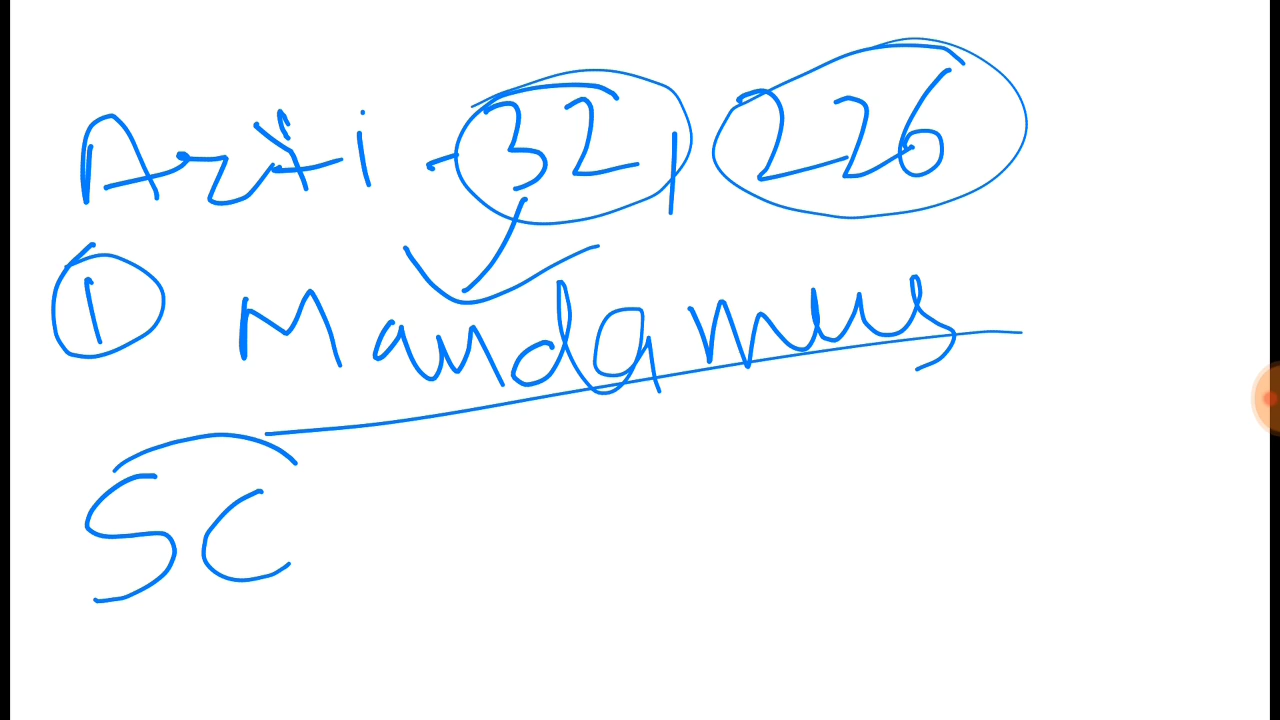 Arti - 32, 226
① Mandamus
SC